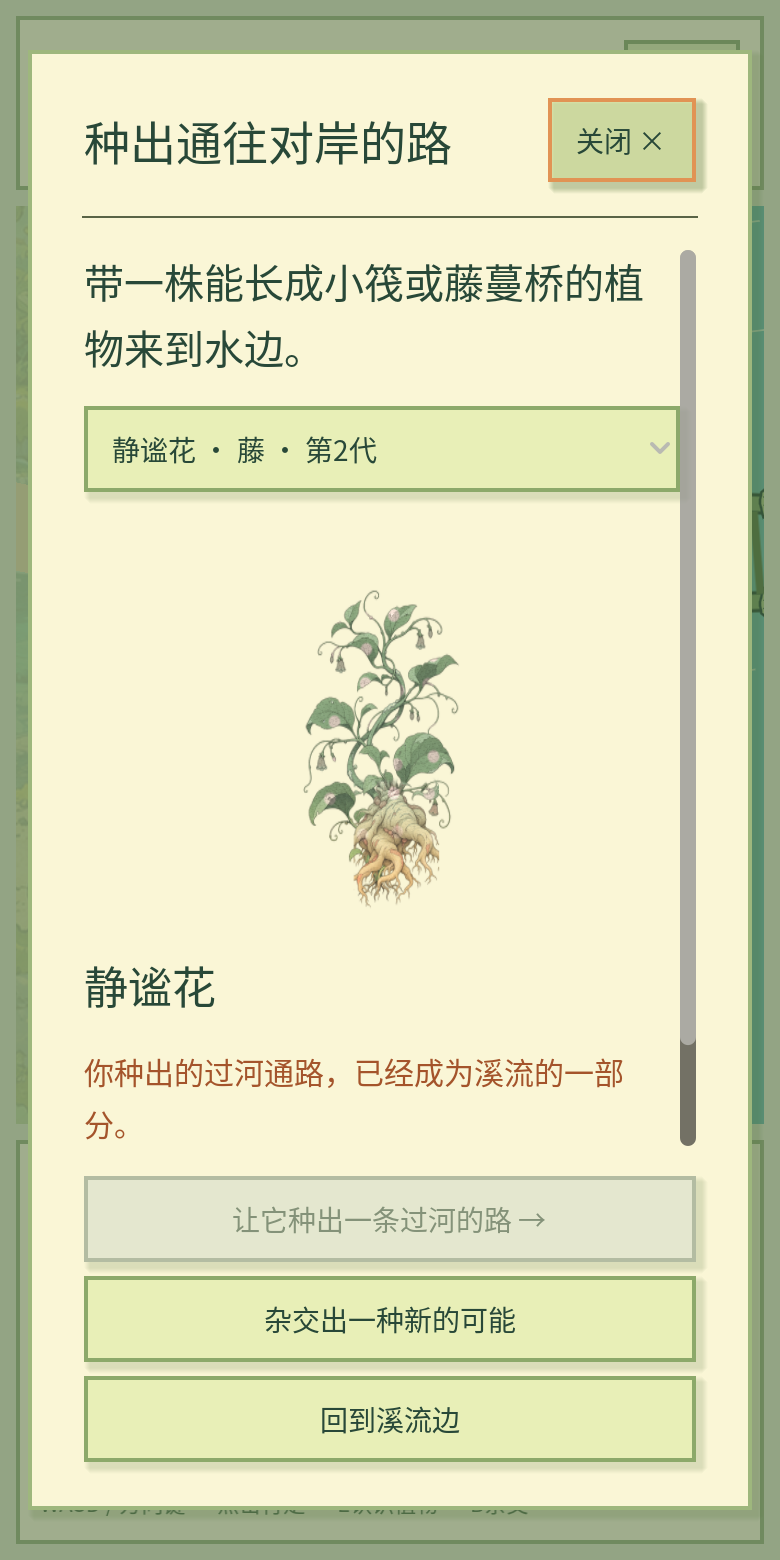 种出通往对岸的路
关闭 ×
带一株能长成小筏或藤蔓桥的植
物来到水边。
静谧花 · 藤 · 第2代
静谧花
你种出的过河通路，已经成为溪流的一部
分。
让它种出一条过河的路 →
杂交出一种新的可能
回到溪流边